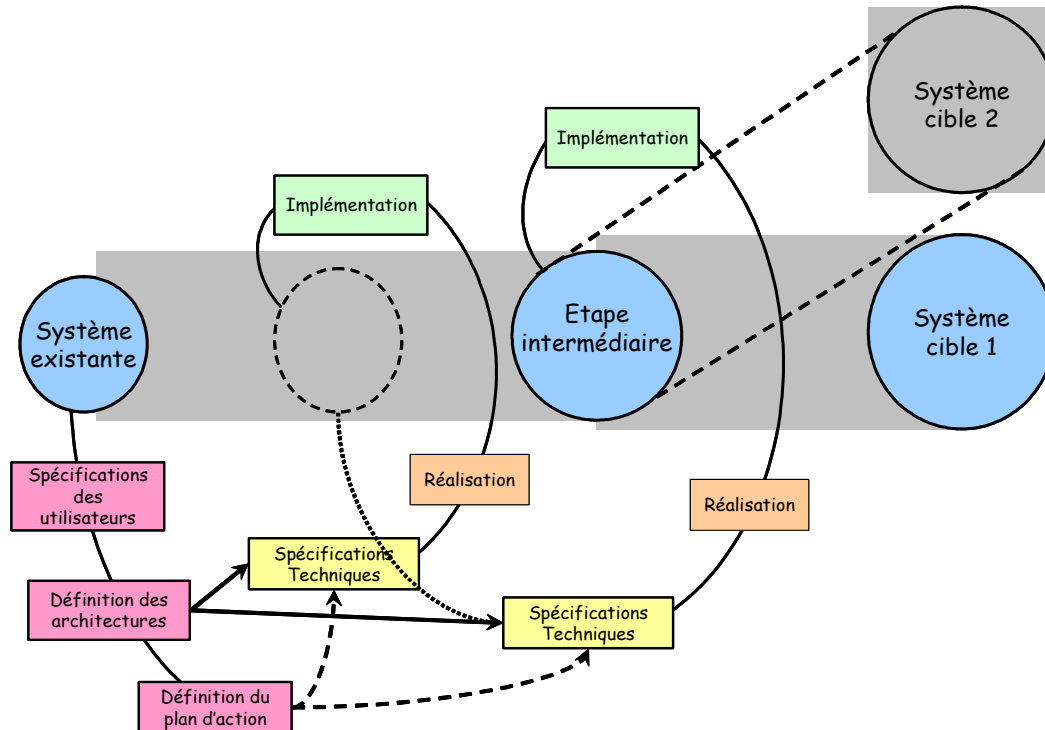 Système
cible 2
Implémentation
Implémentation
Système
existante
Etape
intermédiaire
Système
cible 1
Spécifications
des
utilisateurs
Réalisation
Réalisation
Spécifications
Techniques
Définition des
architectures
Spécifications
Techniques
Définition du
plan d'action